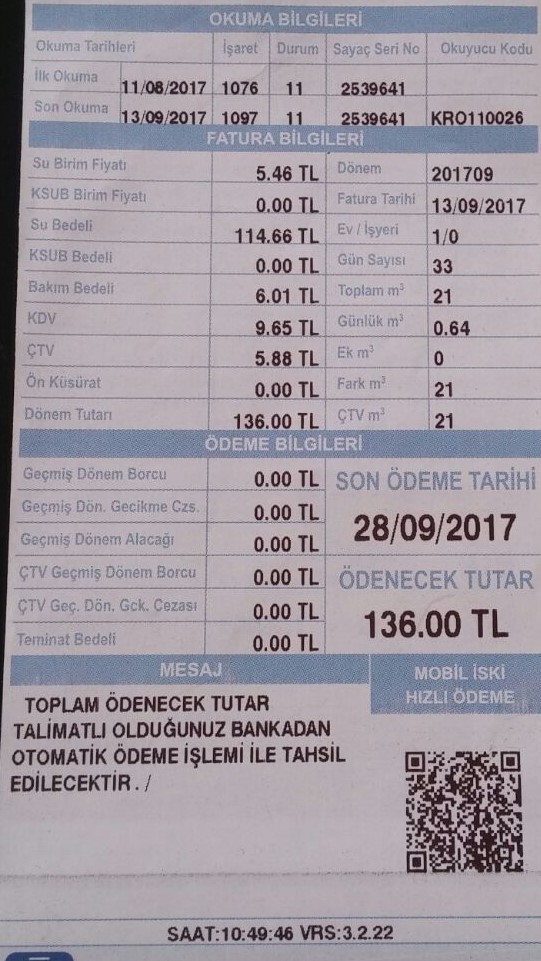 OKUMA BİLGİLERİ
Okuma Tarihleri İşaret Durum Sayaç Seri No Okuyucu Kodu
İlk Okuma 11/08/2017 1076 11 2539641
Son Okuma 13/09/2017 1097 11 2539641 KRO110026
FATURA BİLGİLERİ
Su Birim Fiyatı 5.46 TL Dönem 201709
KSUB Birim Fiyatı 0.00 TL Fatura Tarihi 13/09/2017
Su Bedeli 114.66 TL Ev / İşyeri 1/0
KSUB Bedeli 0.00 TL Gün Sayısı 33
Bakım Bedeli 6.01 TL Toplam m³ 21
KDV 9.65 TL Günlük m³ 0.64
ÇTV 5.88 TL Ek m³ 0
Ön Küsürat 0.00 TL Fark m³ 21
Dönem Tutarı 136.00 TL ÇTV m³ 21
ÖDEME BİLGİLERİ
Geçmiş Dönem Borcu 0.00 TL SON ÖDEME TARİHİ
Geçmiş Dön. Gecikme Czs. 0.00 TL 28/09/2017
Geçmiş Dönem Alacağı 0.00 TL
ÇTV Geçmiş Dönem Borcu 0.00 TL ÖDENECEK TUTAR
ÇTV Geç. Dön. Gck. Cezası 0.00 TL 136.00 TL
Teminat Bedeli 0.00 TL
MESAJ MOBİL İSKİ
HIZLI ÖDEME
TOPLAM ÖDENECEK TUTAR
TALİMATLI OLDUĞUNUZ BANKADAN
OTOMATİK ÖDEME İŞLEMİ İLE TAHSİL
EDİLECEKTİR. /
SAAT:10:49:46 VRS:3.2.22